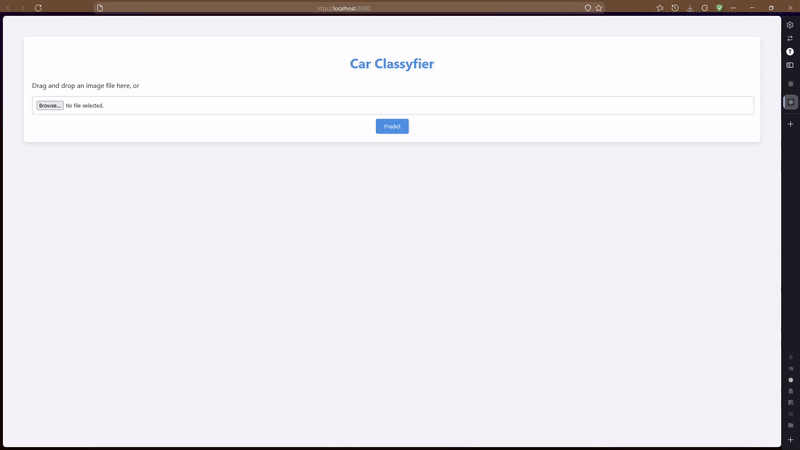 http://localhost:3000
Car Classyfier
Drag and drop an image file here, or
Browse... No file selected.
Predict